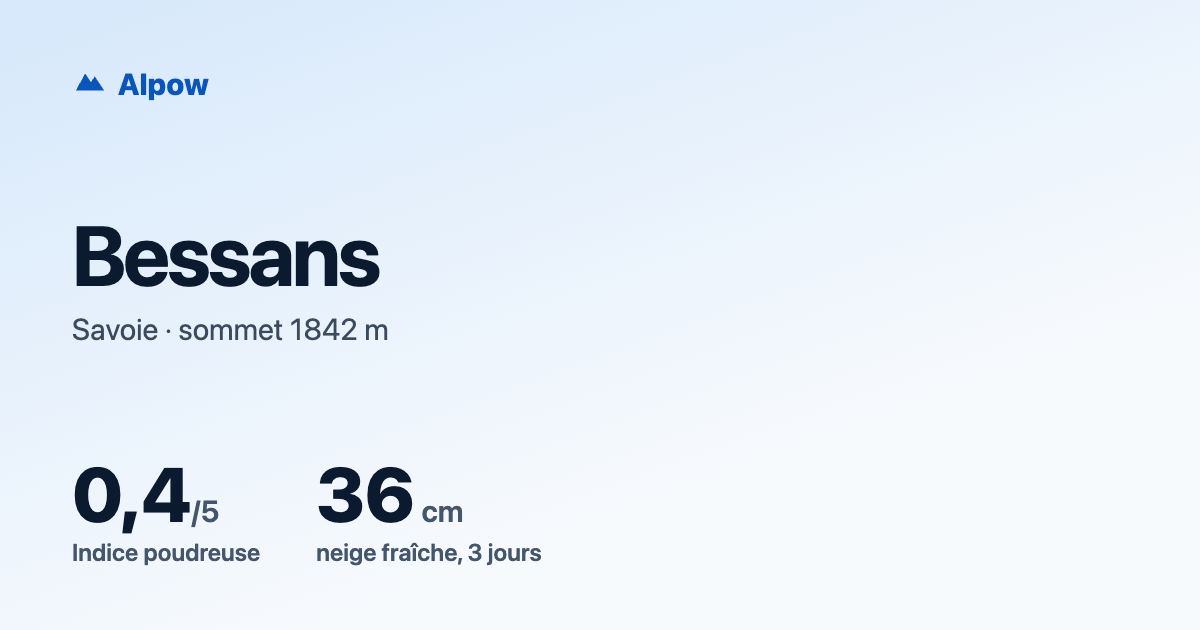 Alpow
Bessans
Savoie · sommet 1842 m
0,4/5
Indice poudreuse
36 cm
neige fraîche, 3 jours